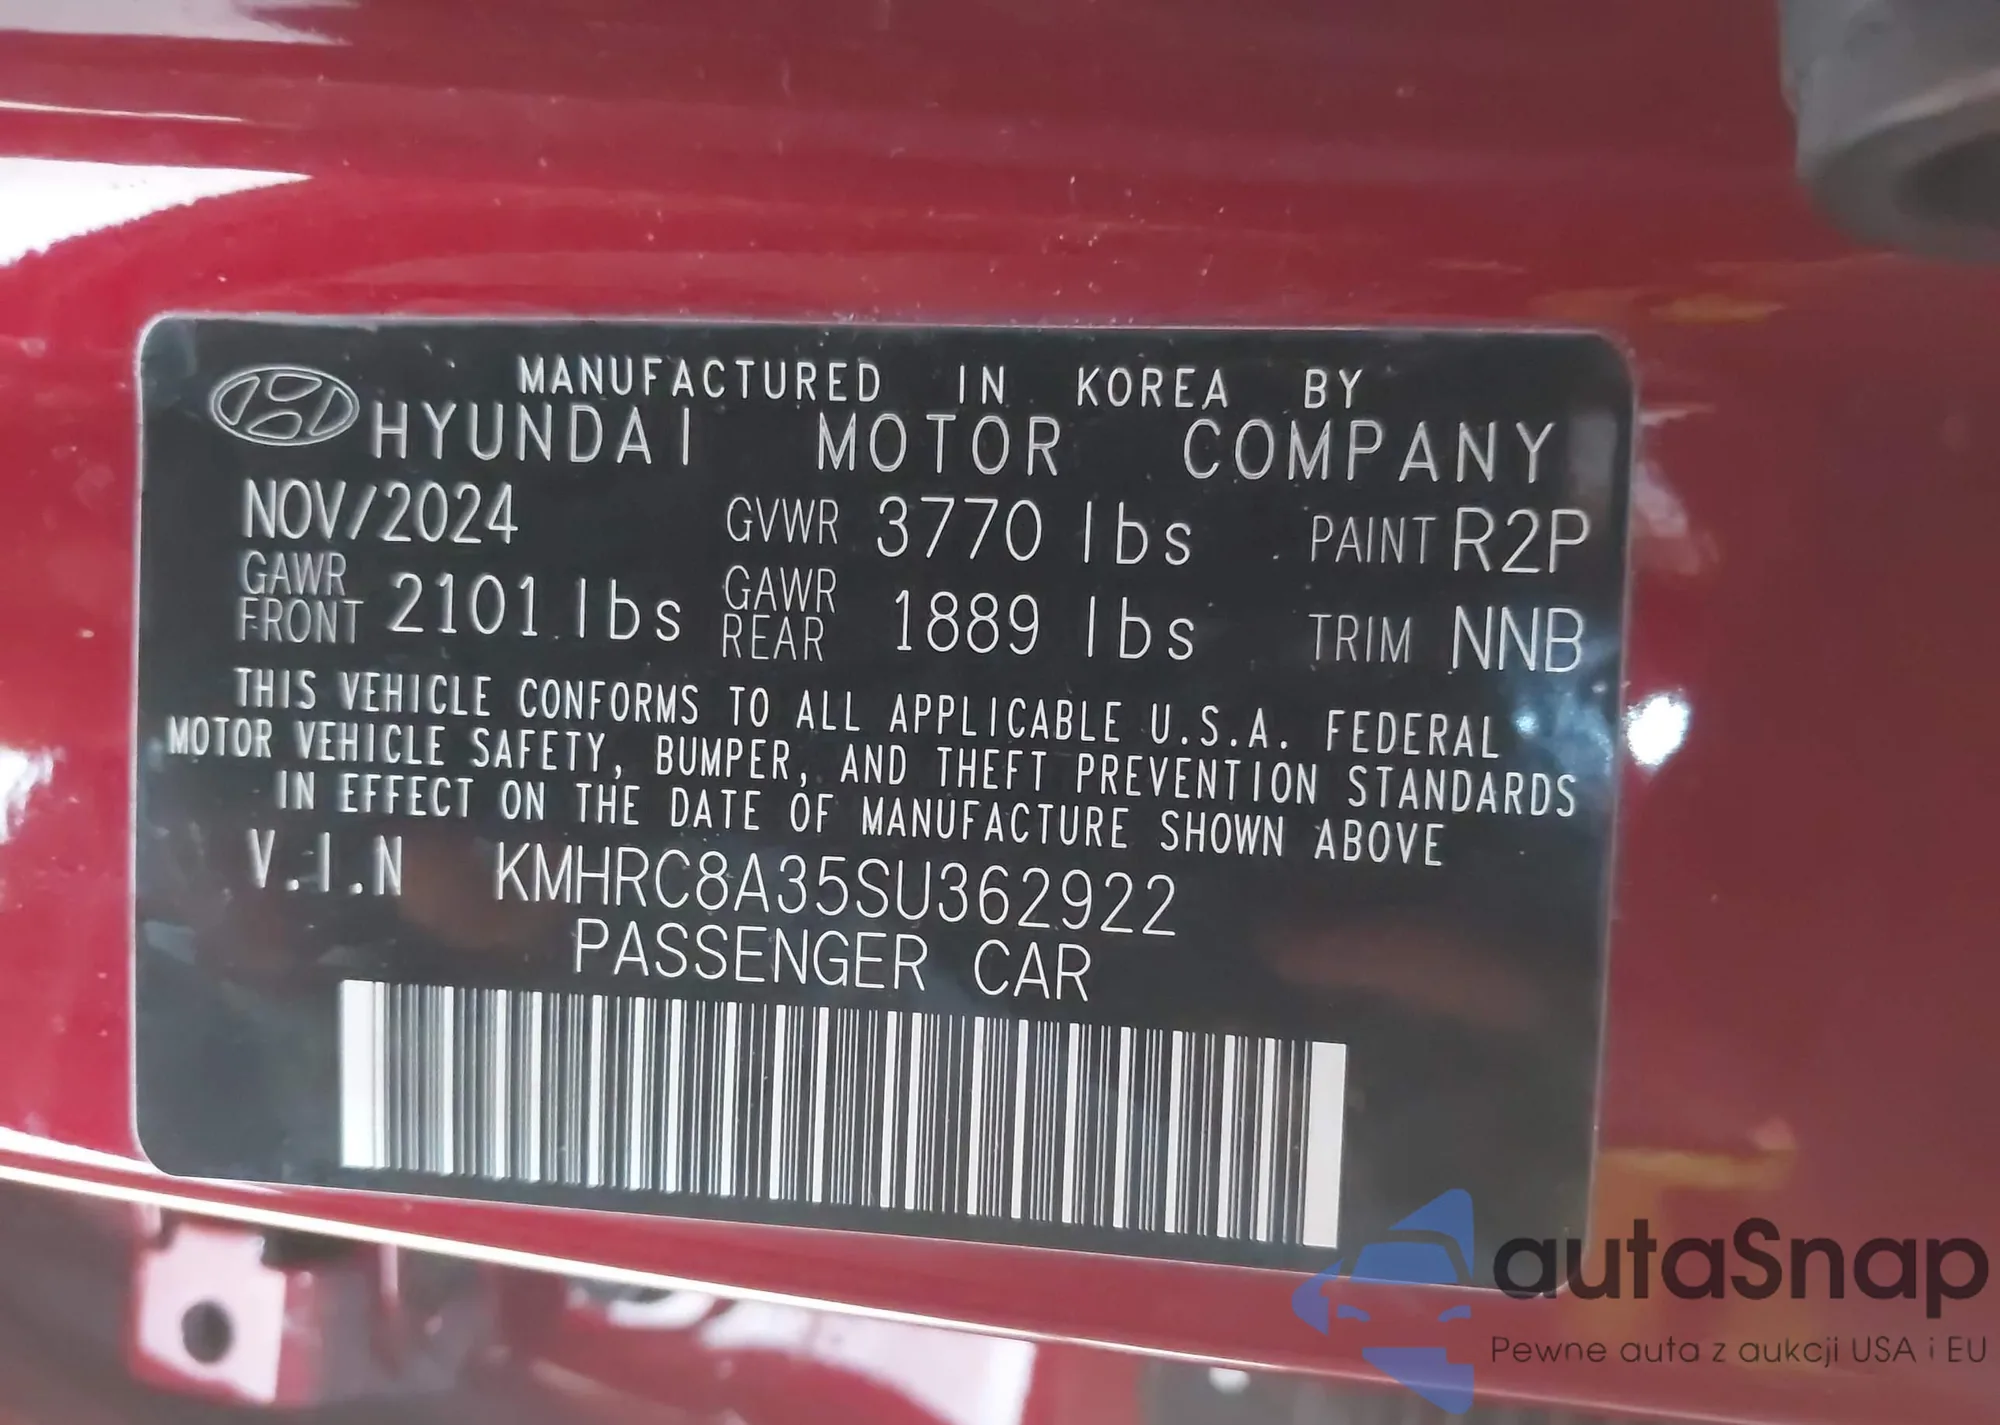 MANUFACTURED IN KOREA BY
HYUNDAI MOTOR COMPANY
NOV/2024 GVWR 3770 lbs PAINT R2P
GAWR FRONT 2101 lbs GAWR REAR 1889 lbs TRIM NNB
THIS VEHICLE CONFORMS TO ALL APPLICABLE U.S.A. FEDERAL
MOTOR VEHICLE SAFETY, BUMPER, AND THEFT PREVENTION STANDARDS
IN EFFECT ON THE DATE OF MANUFACTURE SHOWN ABOVE
V.I.N KMHRC8A35SU362922
PASSENGER CAR
autaSnap
Pewne auta z aukcji USA i EU